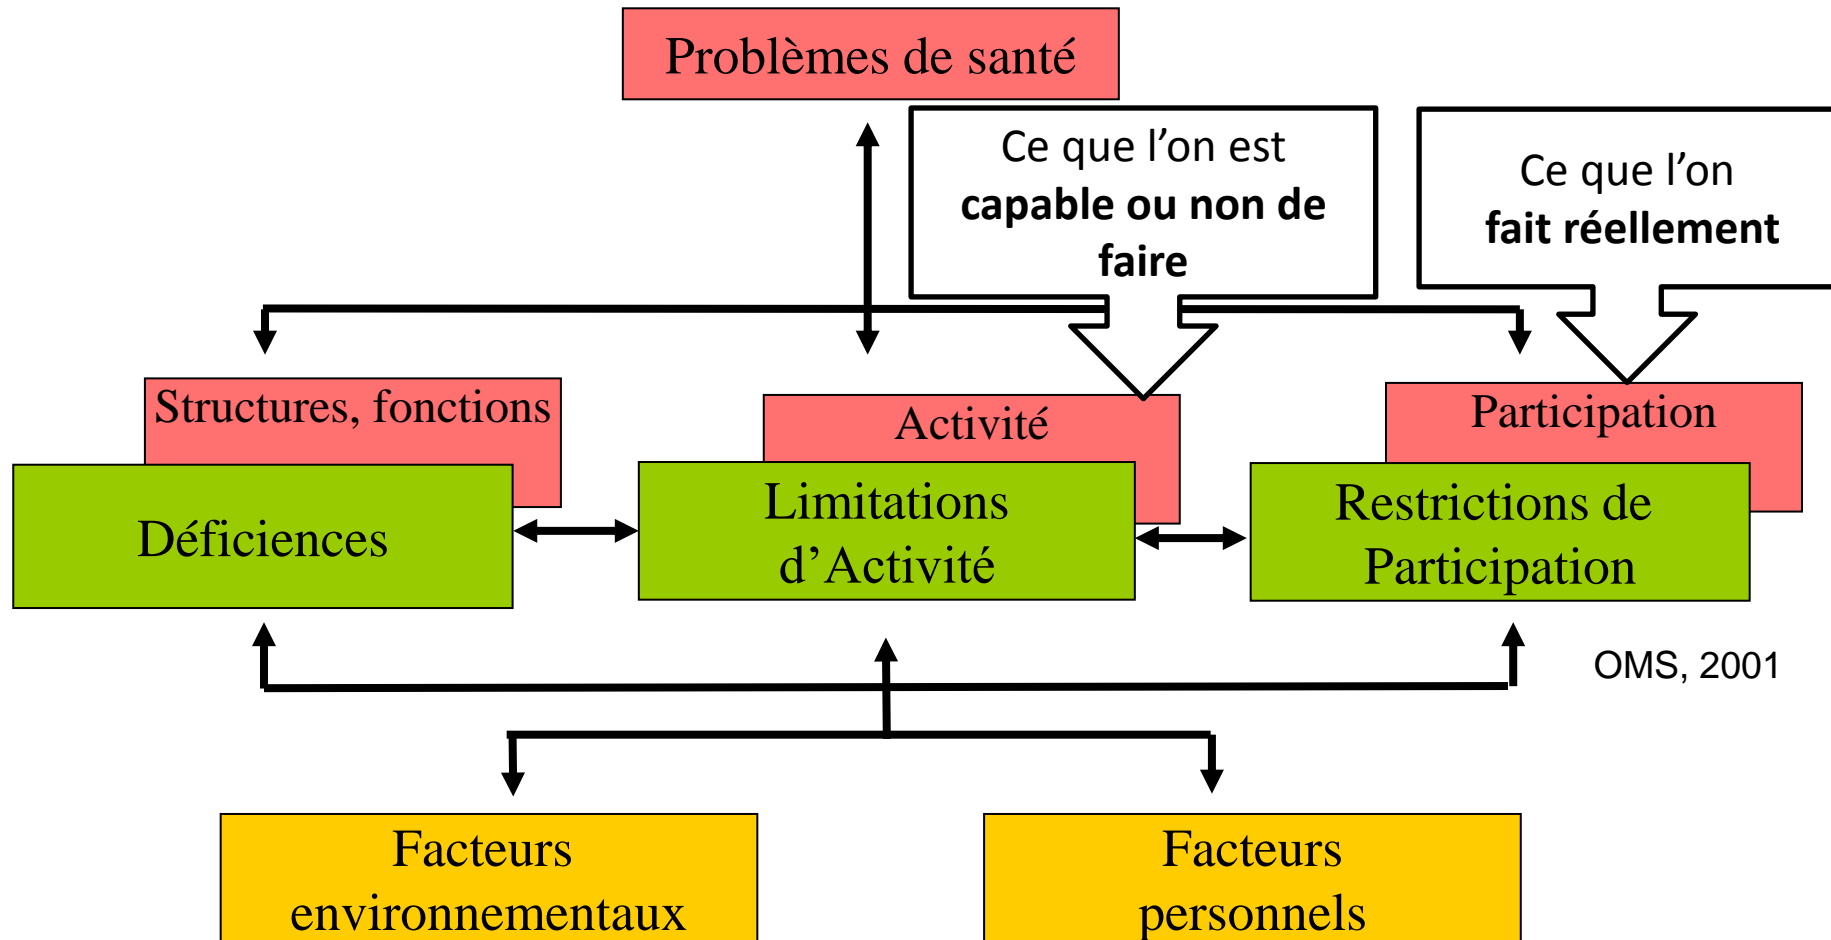 Problèmes de santé
Ce que l’on est
capable ou non de
faire
Ce que l’on
fait réellement
Structures, fonctions
Activité
Participation
Déficiences
Limitations
d’Activité
Restrictions de
Participation
OMS, 2001
Facteurs
environnementaux
Facteurs
personnels